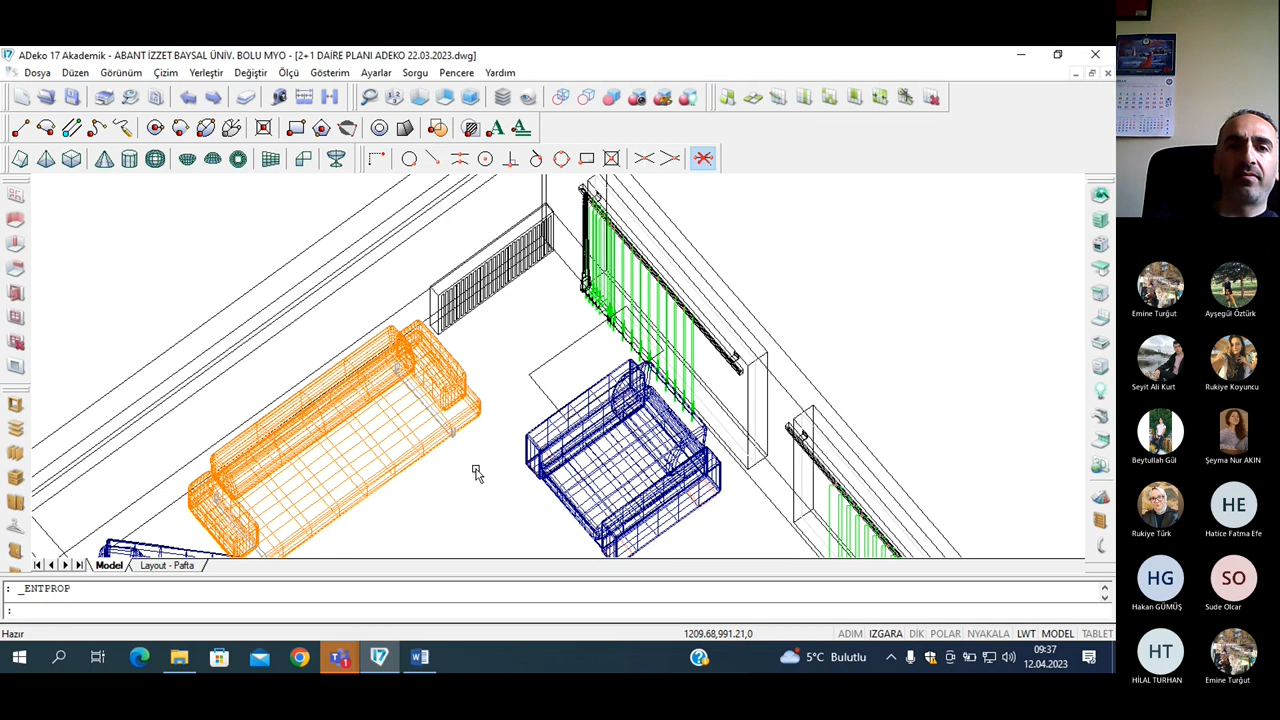 ADeko 17 Akademik - ABANT İZZET BAYSAL ÜNİV. BOLU MYO - [2+1 DAİRE PLANI ADEKO 22.03.2023.dwg]
Dosya Düzen Görünüm Çizim Yerleştir Değiştir Ölçü Gösterim Ayarlar Sorgu Pencere Yardım
Model Layout - Pafta
: _ENTPROP
:
Hazır 1209.68,991.21,0 ADIM IZGARA DİK POLAR NYAKALA LWT MODEL TABLET
5°C Bulutlu
09:37
12.04.2023
Emine Turğut
Ayşegül Öztürk
Seyit Ali Kurt
Rukiye Koyuncu
Beytullah Gül
Şeyma Nur AKIN
Rukiye Türk
HE
Hatice Fatma Efe
HG
Hakan GÜMÜŞ
SO
Sude Olcar
HT
HİLAL TURHAN
Emine Turğut